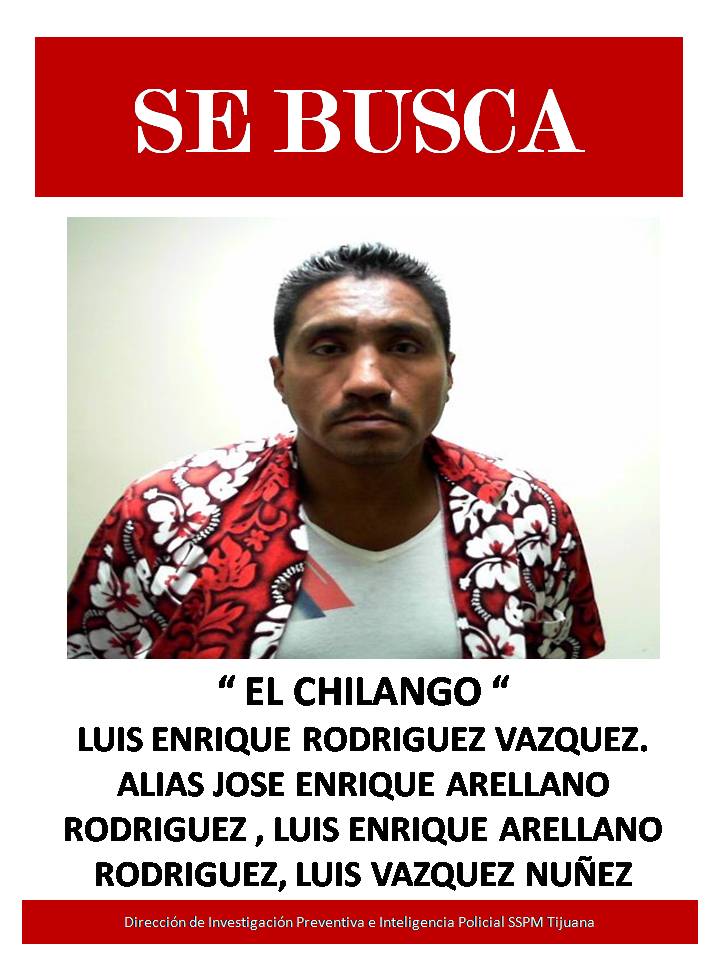 SE BUSCA
“ EL CHILANGO “
LUIS ENRIQUE RODRIGUEZ VAZQUEZ.
ALIAS JOSE ENRIQUE ARELLANO
RODRIGUEZ , LUIS ENRIQUE ARELLANO
RODRIGUEZ, LUIS VAZQUEZ NUÑEZ
Dirección de Investigación Preventiva e Inteligencia Policial SSPM Tijuana